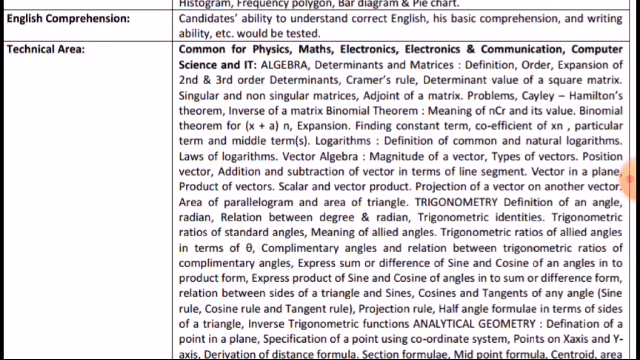 Histogram, Frequency polygon, Bar diagram & Pie chart.
English Comprehension:
Candidates' ability to understand correct English, his basic comprehension, and writing
ability, etc. would be tested.
Technical Area:
Common for Physics, Maths, Electronics, Electronics & Communication, Computer
Science and IT: ALGEBRA, Determinants and Matrices : Definition, Order, Expansion of
2nd & 3rd order Determinants, Cramer's rule, Determinant value of a square matrix.
Singular and non singular matrices, Adjoint of a matrix. Problems, Cayley – Hamilton's
theorem, Inverse of a matrix Binomial Theorem : Meaning of nCr and its value. Binomial
theorem for (x + a) n, Expansion. Finding constant term, co-efficient of xn , particular
term and middle term(s). Logarithms : Definition of common and natural logarithms.
Laws of logarithms. Vector Algebra : Magnitude of a vector, Types of vectors. Position
vector, Addition and subtraction of vector in terms of line segment. Vector in a plane,
Product of vectors. Scalar and vector product. Projection of a vector on another vector.
Area of parallelogram and area of triangle. TRIGONOMETRY Definition of an angle,
radian, Relation between degree & radian, Trigonometric identities. Trigonometric
ratios of standard angles, Meaning of allied angles. Trigonometric ratios of allied angles
in terms of θ, Complimentary angles and relation between trigonometric ratios of
complimentary angles, Express sum or difference of Sine and Cosine of an angles in to
product form, Express product of Sine and Cosine of angles in to sum or difference form,
relation between sides of a triangle and Sines, Cosines and Tangents of any angle (Sine
rule, Cosine rule and Tangent rule), Projection rule, Half angle formulae in terms of sides
of a triangle, Inverse Trigonometric functions ANALYTICAL GEOMETRY : Defination of a
point in a plane, Specification of a point using co-ordinate system, Points on Xaxis and Y-
axis, Derivation of distance formula, Section formulae, Mid point formula, Centroid, area